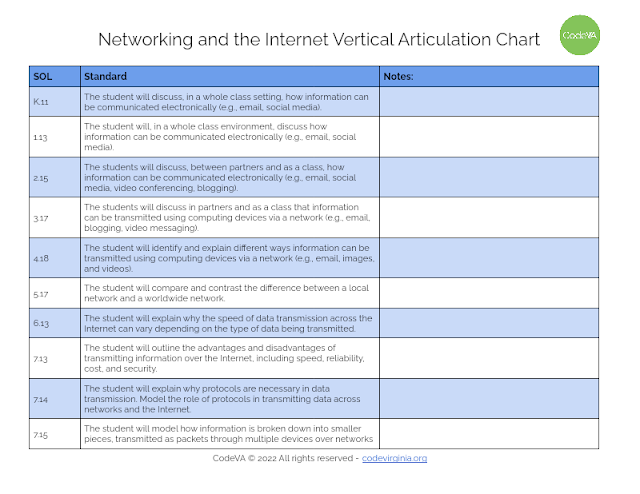 Networking and the Internet Vertical Articulation Chart
CodeVA
SOL Standard Notes:
K.11 The student will discuss, in a whole class setting, how information can
be communicated electronically (e.g., email, social media).
1.13 The student will, in a whole class environment, discuss how
information can be communicated electronically (e.g., email, social
media).
2.15 The students will discuss, between partners and as a class, how
information can be communicated electronically (e.g., email, social
media, video conferencing, blogging).
3.17 The students will discuss in partners and as a class that information
can be transmitted using computing devices via a network (e.g., email,
blogging, video messaging).
4.18 The student will identify and explain different ways information can be
transmitted using computing devices via a network (e.g., email, images,
and videos).
5.17 The student will compare and contrast the difference between a local
network and a worldwide network.
6.13 The student will explain why the speed of data transmission across the
Internet can vary depending on the type of data being transmitted.
7.13 The student will outline the advantages and disadvantages of
transmitting information over the Internet, including speed, reliability,
cost, and security.
7.14 The student will explain why protocols are necessary in data
transmission. Model the role of protocols in transmitting data across
networks and the Internet.
7.15 The student will model how information is broken down into smaller
pieces, transmitted as packets through multiple devices over networks
CodeVA © 2022 All rights reserved - codevirginia.org